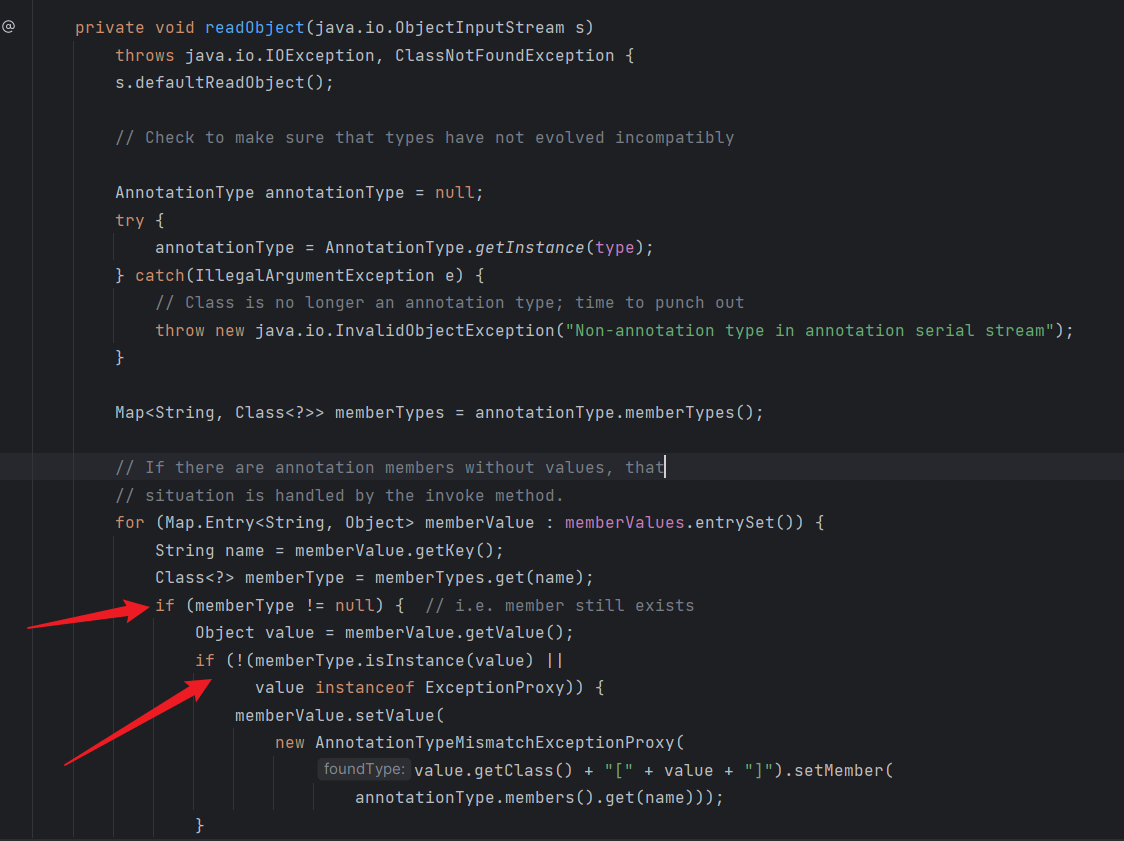 @
private void readObject(java.io.ObjectInputStream s)
throws java.io.IOException, ClassNotFoundException {
s.defaultReadObject();
// Check to make sure that types have not evolved incompatibly
AnnotationType annotationType = null;
try {
annotationType = AnnotationType.getInstance(type);
} catch(IllegalArgumentException e) {
// Class is no longer an annotation type; time to punch out
throw new java.io.InvalidObjectException("Non-annotation type in annotation serial stream");
}
Map<String, Class<?>> memberTypes = annotationType.memberTypes();
// If there are annotation members without values, that
// situation is handled by the invoke method.
for (Map.Entry<String, Object> memberValue : memberValues.entrySet()) {
String name = memberValue.getKey();
Class<?> memberType = memberTypes.get(name);
if (memberType != null) {  // i.e. member still exists
Object value = memberValue.getValue();
if (!(memberType.isInstance(value) ||
value instanceof ExceptionProxy)) {
memberValue.setValue(
new AnnotationTypeMismatchExceptionProxy(
foundType: value.getClass() + "[" + value + "]").setMember(
annotationType.members().get(name)));
}